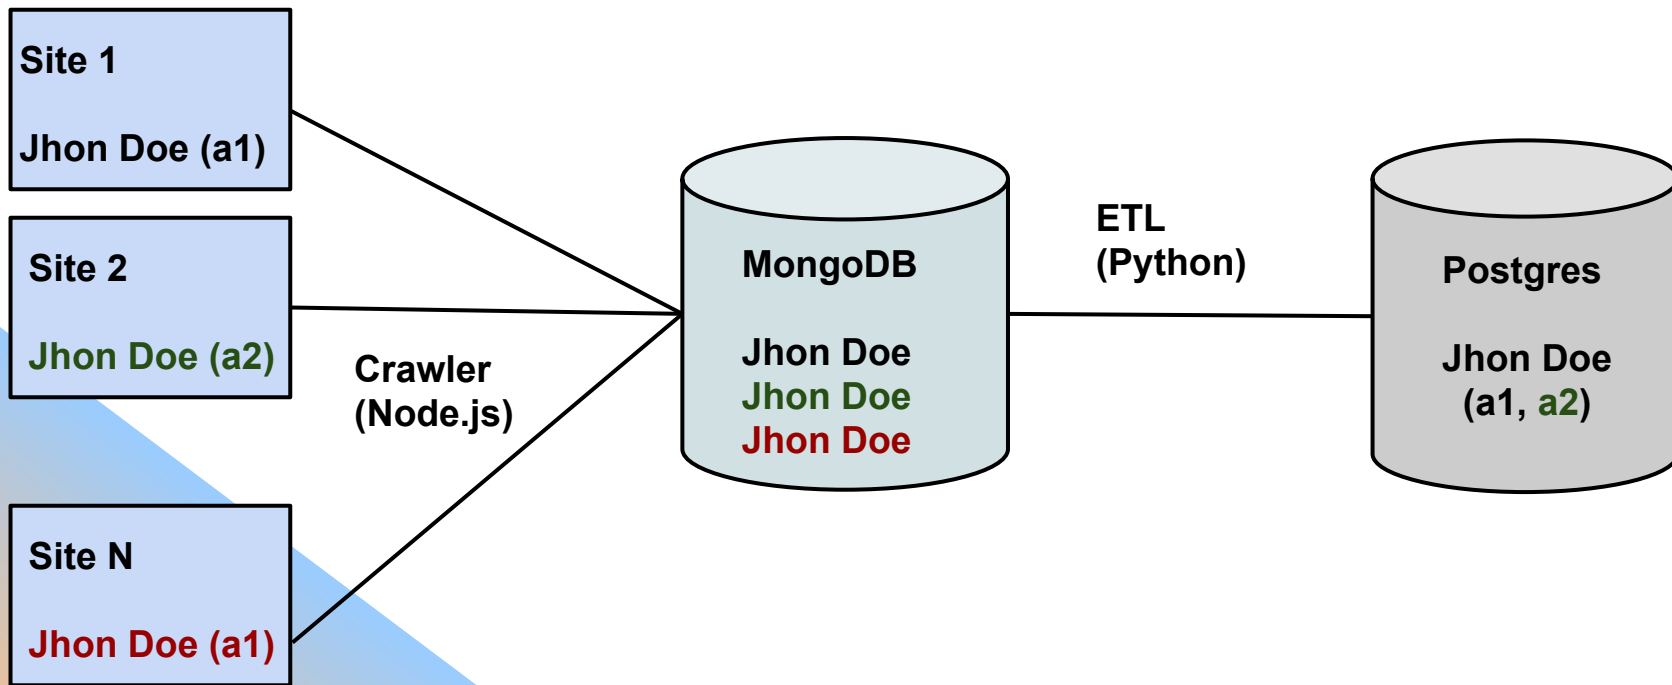 Site 1
Jhon Doe (a1)
Site 2
Jhon Doe (a2)
Site N
Jhon Doe (a1)
Crawler
(Node.js)
MongoDB
Jhon Doe
Jhon Doe
Jhon Doe
ETL
(Python)
Postgres
Jhon Doe
(a1, a2)